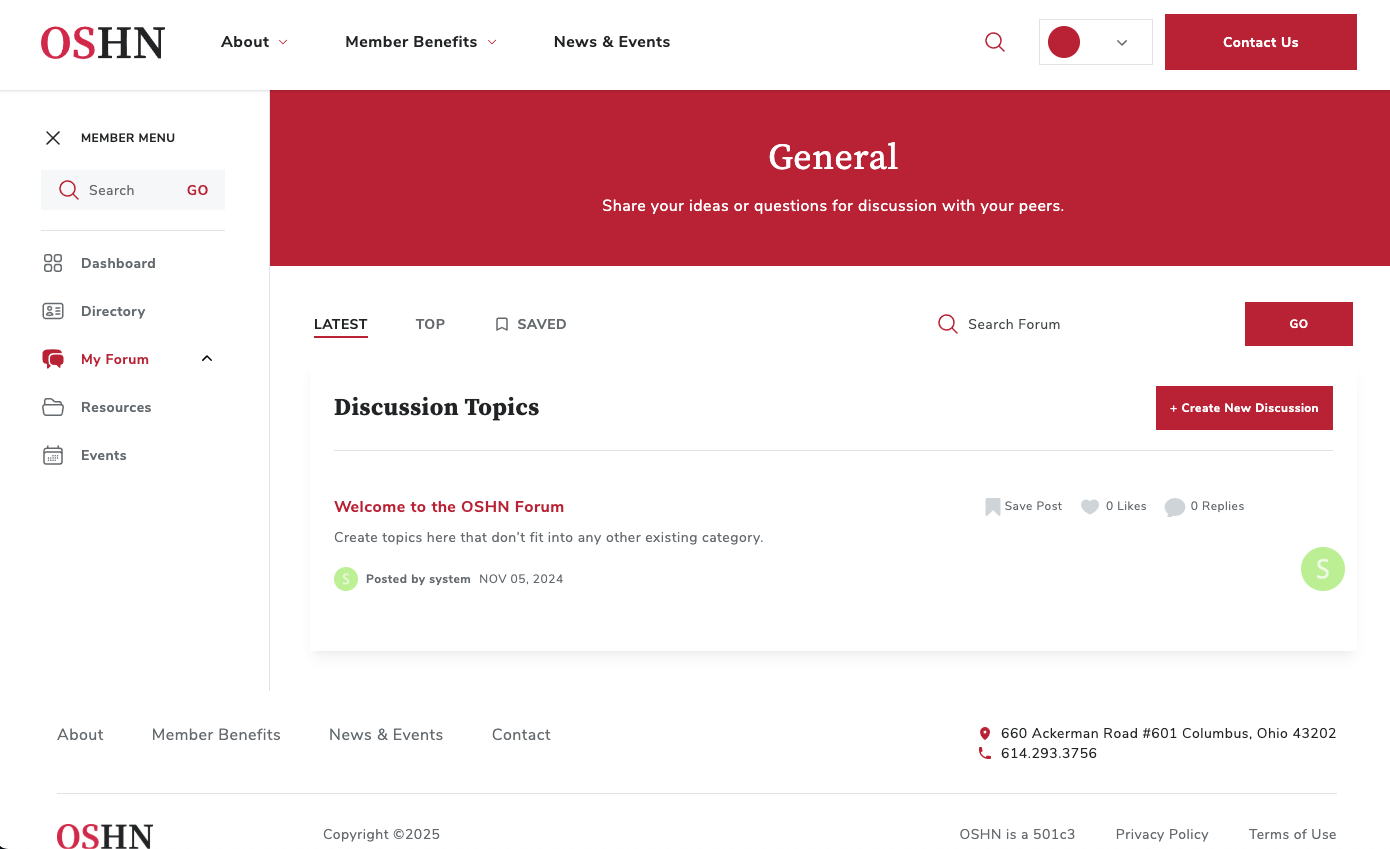 OSHN
About
Member Benefits
News & Events
Contact Us
MEMBER MENU
Search
GO
Dashboard
Directory
My Forum
Resources
Events
General
Share your ideas or questions for discussion with your peers.
LATEST
TOP
SAVED
Search Forum
GO
Discussion Topics
+ Create New Discussion
Welcome to the OSHN Forum
Save Post
0 Likes
0 Replies
Create topics here that don't fit into any other existing category.
S
Posted by system NOV 05, 2024
S
About
Member Benefits
News & Events
Contact
660 Ackerman Road #601 Columbus, Ohio 43202
614.293.3756
OSHN
Copyright ©2025
OSHN is a 501c3
Privacy Policy
Terms of Use